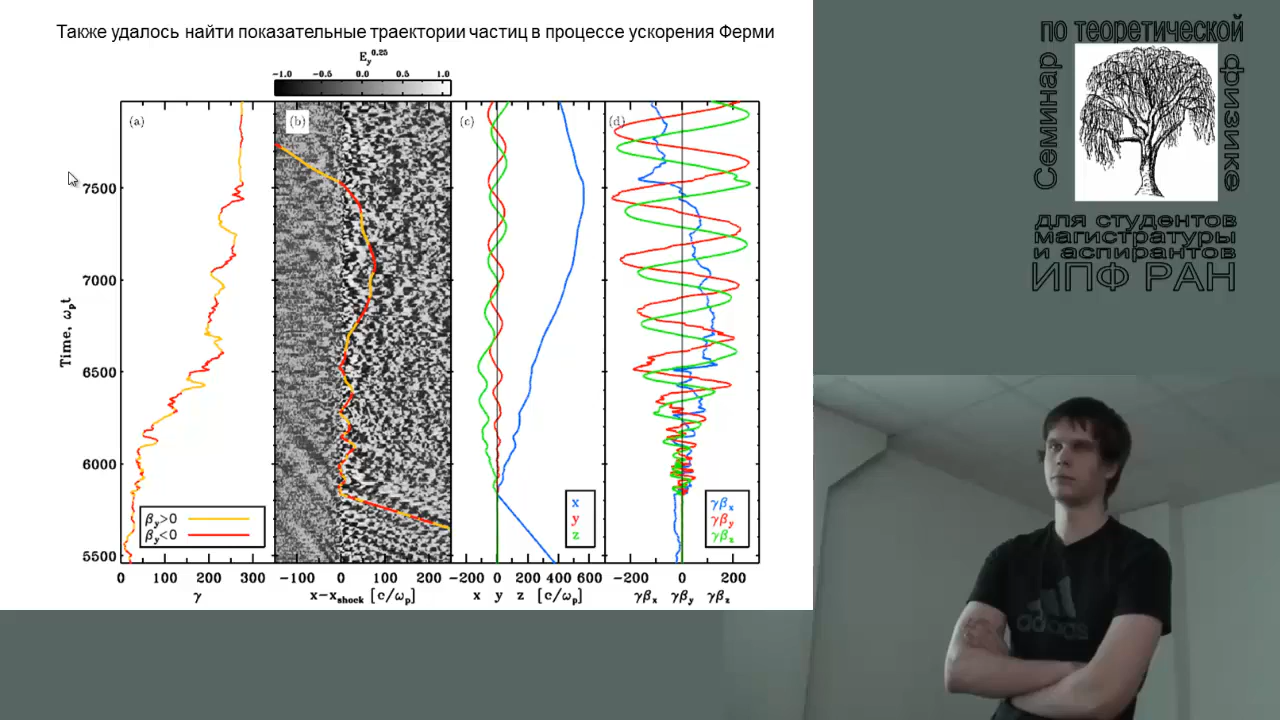 Также удалось найти показательные траектории частиц в процессе ускорения Ферми
E_y^0.25
-1.0 -0.5 0.0 0.5 1.0
(a) (b) (c) (d)
7500
7000
6500
6000
5500
Time, ω_p t
β_y>0
β_y<0
x
y
z
γβ_x
γβ_y
γβ_z
0 100 200 300
-100 0 100 200
-200 0 200 400 600
-200 0 200
γ
x-x_shock [c/ω_p]
x y z [c/ω_p]
γβ_x γβ_y γβ_z
Семинар
по теоретической
физике
для студентов
магистратуры
и аспирантов
ИПФ РАН
adidas